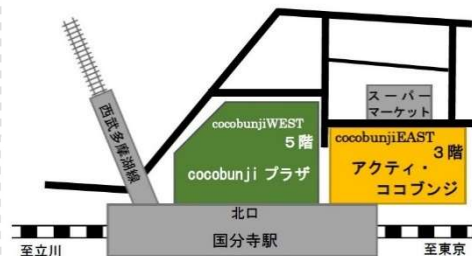 西武多摩湖線
スーパー
マーケット
cocobunjiWEST
5階
cocobunji プラザ
cocobunjiEAST
3階
アクティ・
ココブンジ
北口
国分寺駅
至立川
至東京